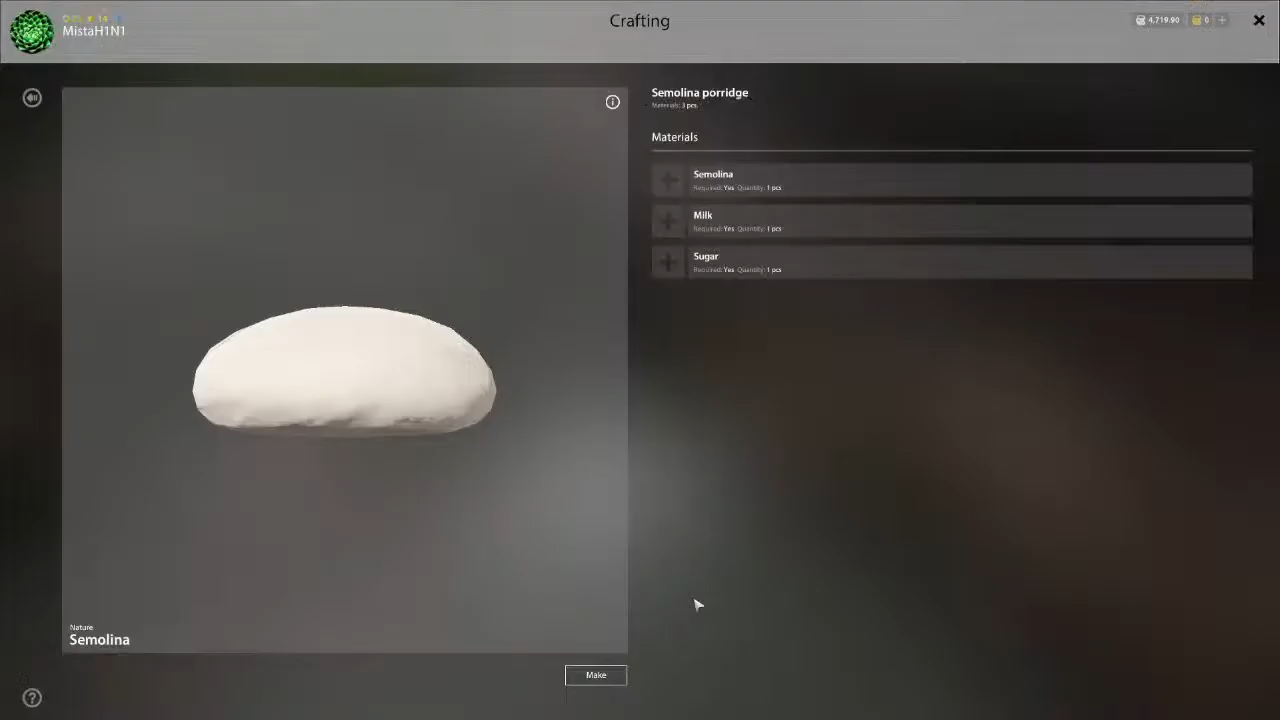 Crafting
14
MistaH1N1
4,719.90
0
Semolina porridge
Materials: 3 pcs.
Materials
Semolina
Required: Yes Quantity: 1 pcs
Milk
Required: Yes Quantity: 1 pcs
Sugar
Required: Yes Quantity: 1 pcs
Nature
Semolina
Make